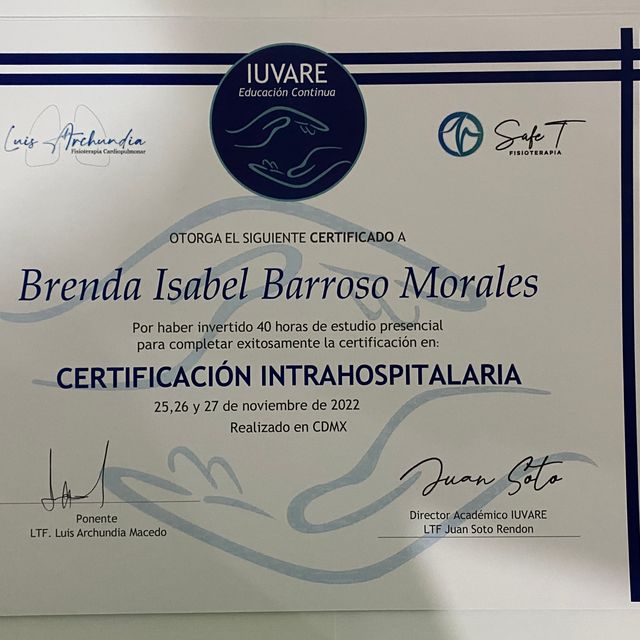 IUVARE
Educación Continua
Luis Archundia
Fisioterapia Cardiopulmonar
Safe T
FISIOTERAPIA
OTORGA EL SIGUIENTE CERTIFICADO A
Brenda Isabel Barroso Morales
Por haber invertido 40 horas de estudio presencial
para completar exitosamente la certificación en:
CERTIFICACIÓN INTRAHOSPITALARIA
25,26 y 27 de noviembre de 2022
Realizado en CDMX
Juan Soto
Ponente
LTF. Luis Archundia Macedo
Director Académico IUVARE
LTF Juan Soto Rendon